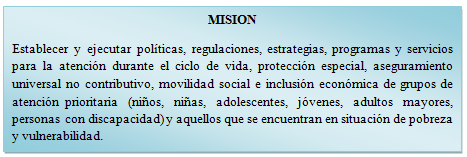 MISION
Establecer y ejecutar políticas, regulaciones, estrategias, programas y servicios
para la atención durante el ciclo de vida, protección especial, aseguramiento
universal no contributivo, movilidad social e inclusión económica de grupos de
atención prioritaria (niños, niñas, adolescentes, jóvenes, adultos mayores,
personas con discapacidad) y aquellos que se encuentran en situación de pobreza
y vulnerabilidad.